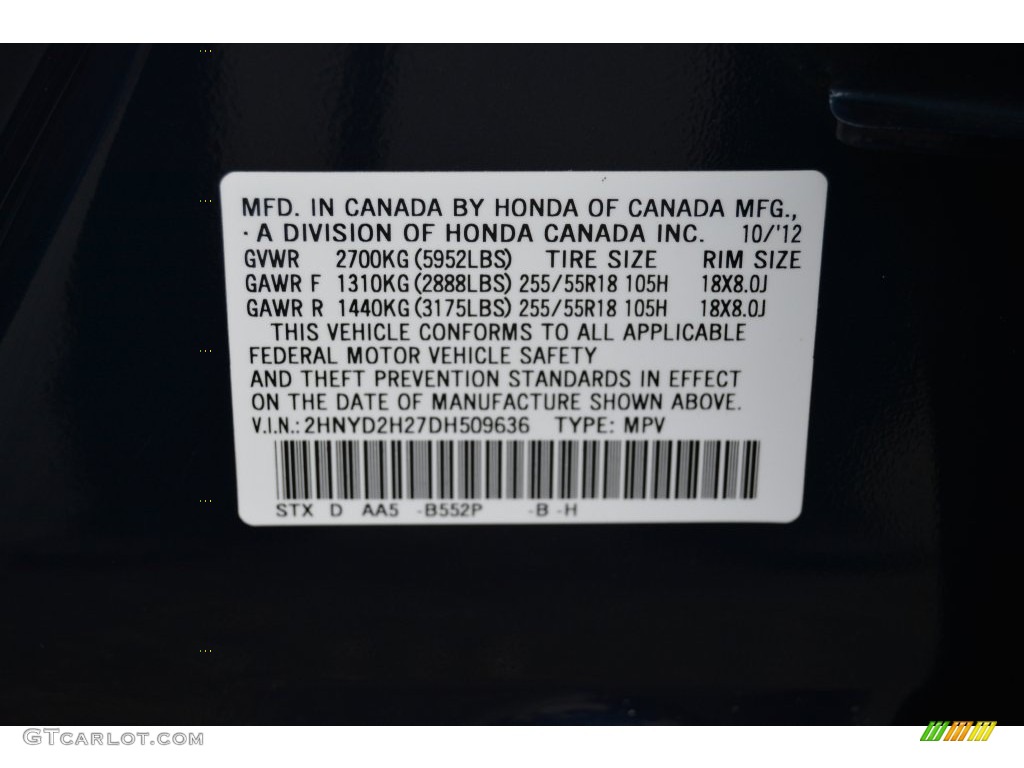 MFD. IN CANADA BY HONDA OF CANADA MFG.,
· A DIVISION OF HONDA CANADA INC. 10/'12
GVWR 2700KG (5952LBS) TIRE SIZE RIM SIZE
GAWR F 1310KG (2888LBS) 255/55R18 105H 18X8.0J
GAWR R 1440KG (3175LBS) 255/55R18 105H 18X8.0J
THIS VEHICLE CONFORMS TO ALL APPLICABLE
FEDERAL MOTOR VEHICLE SAFETY
AND THEFT PREVENTION STANDARDS IN EFFECT
ON THE DATE OF MANUFACTURE SHOWN ABOVE.
V.I.N.: 2HNYD2H27DH509636 TYPE: MPV
STX D AA5 -B552P -B -H
GTCARLOT.COM